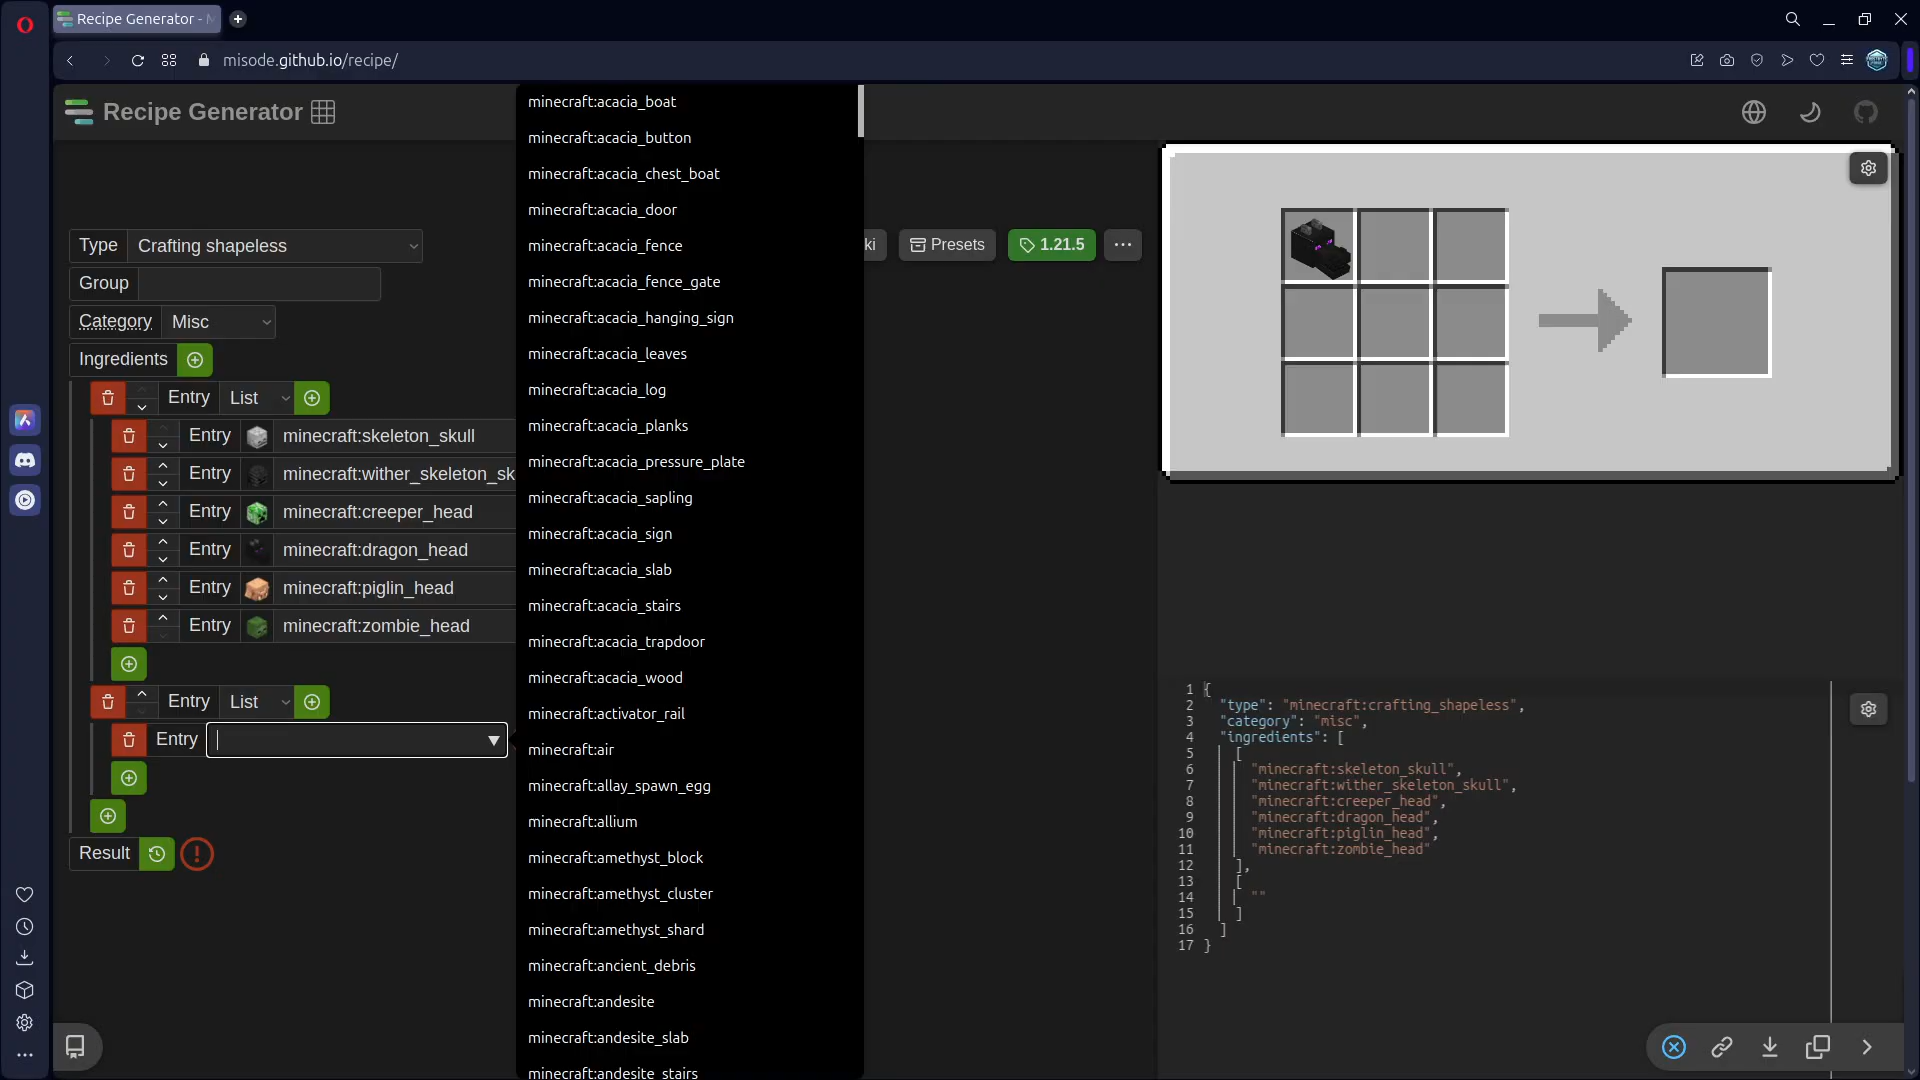 Recipe Generator - M
misode.github.io/recipe/
Recipe Generator
Type Crafting shapeless
ki
Presets
1.21.5
Group
Category Misc
Ingredients
Entry List
Entry minecraft:skeleton_skull
Entry minecraft:wither_skeleton_sk
Entry minecraft:creeper_head
Entry minecraft:dragon_head
Entry minecraft:piglin_head
Entry minecraft:zombie_head
Entry List
Entry
Result
minecraft:acacia_boat
minecraft:acacia_button
minecraft:acacia_chest_boat
minecraft:acacia_door
minecraft:acacia_fence
minecraft:acacia_fence_gate
minecraft:acacia_hanging_sign
minecraft:acacia_leaves
minecraft:acacia_log
minecraft:acacia_planks
minecraft:acacia_pressure_plate
minecraft:acacia_sapling
minecraft:acacia_sign
minecraft:acacia_slab
minecraft:acacia_stairs
minecraft:acacia_trapdoor
minecraft:acacia_wood
minecraft:activator_rail
minecraft:air
minecraft:allay_spawn_egg
minecraft:allium
minecraft:amethyst_block
minecraft:amethyst_cluster
minecraft:amethyst_shard
minecraft:ancient_debris
minecraft:andesite
minecraft:andesite_slab
minecraft:andesite_stairs
1 {
2 "type": "minecraft:crafting_shapeless",
3 "category": "misc",
4 "ingredients": [
5 [
6 "minecraft:skeleton_skull",
7 "minecraft:wither_skeleton_skull",
8 "minecraft:creeper_head",
9 "minecraft:dragon_head",
10 "minecraft:piglin_head",
11 "minecraft:zombie_head"
12 ],
13 [
14 ""
15 ]
16 ]
17 }